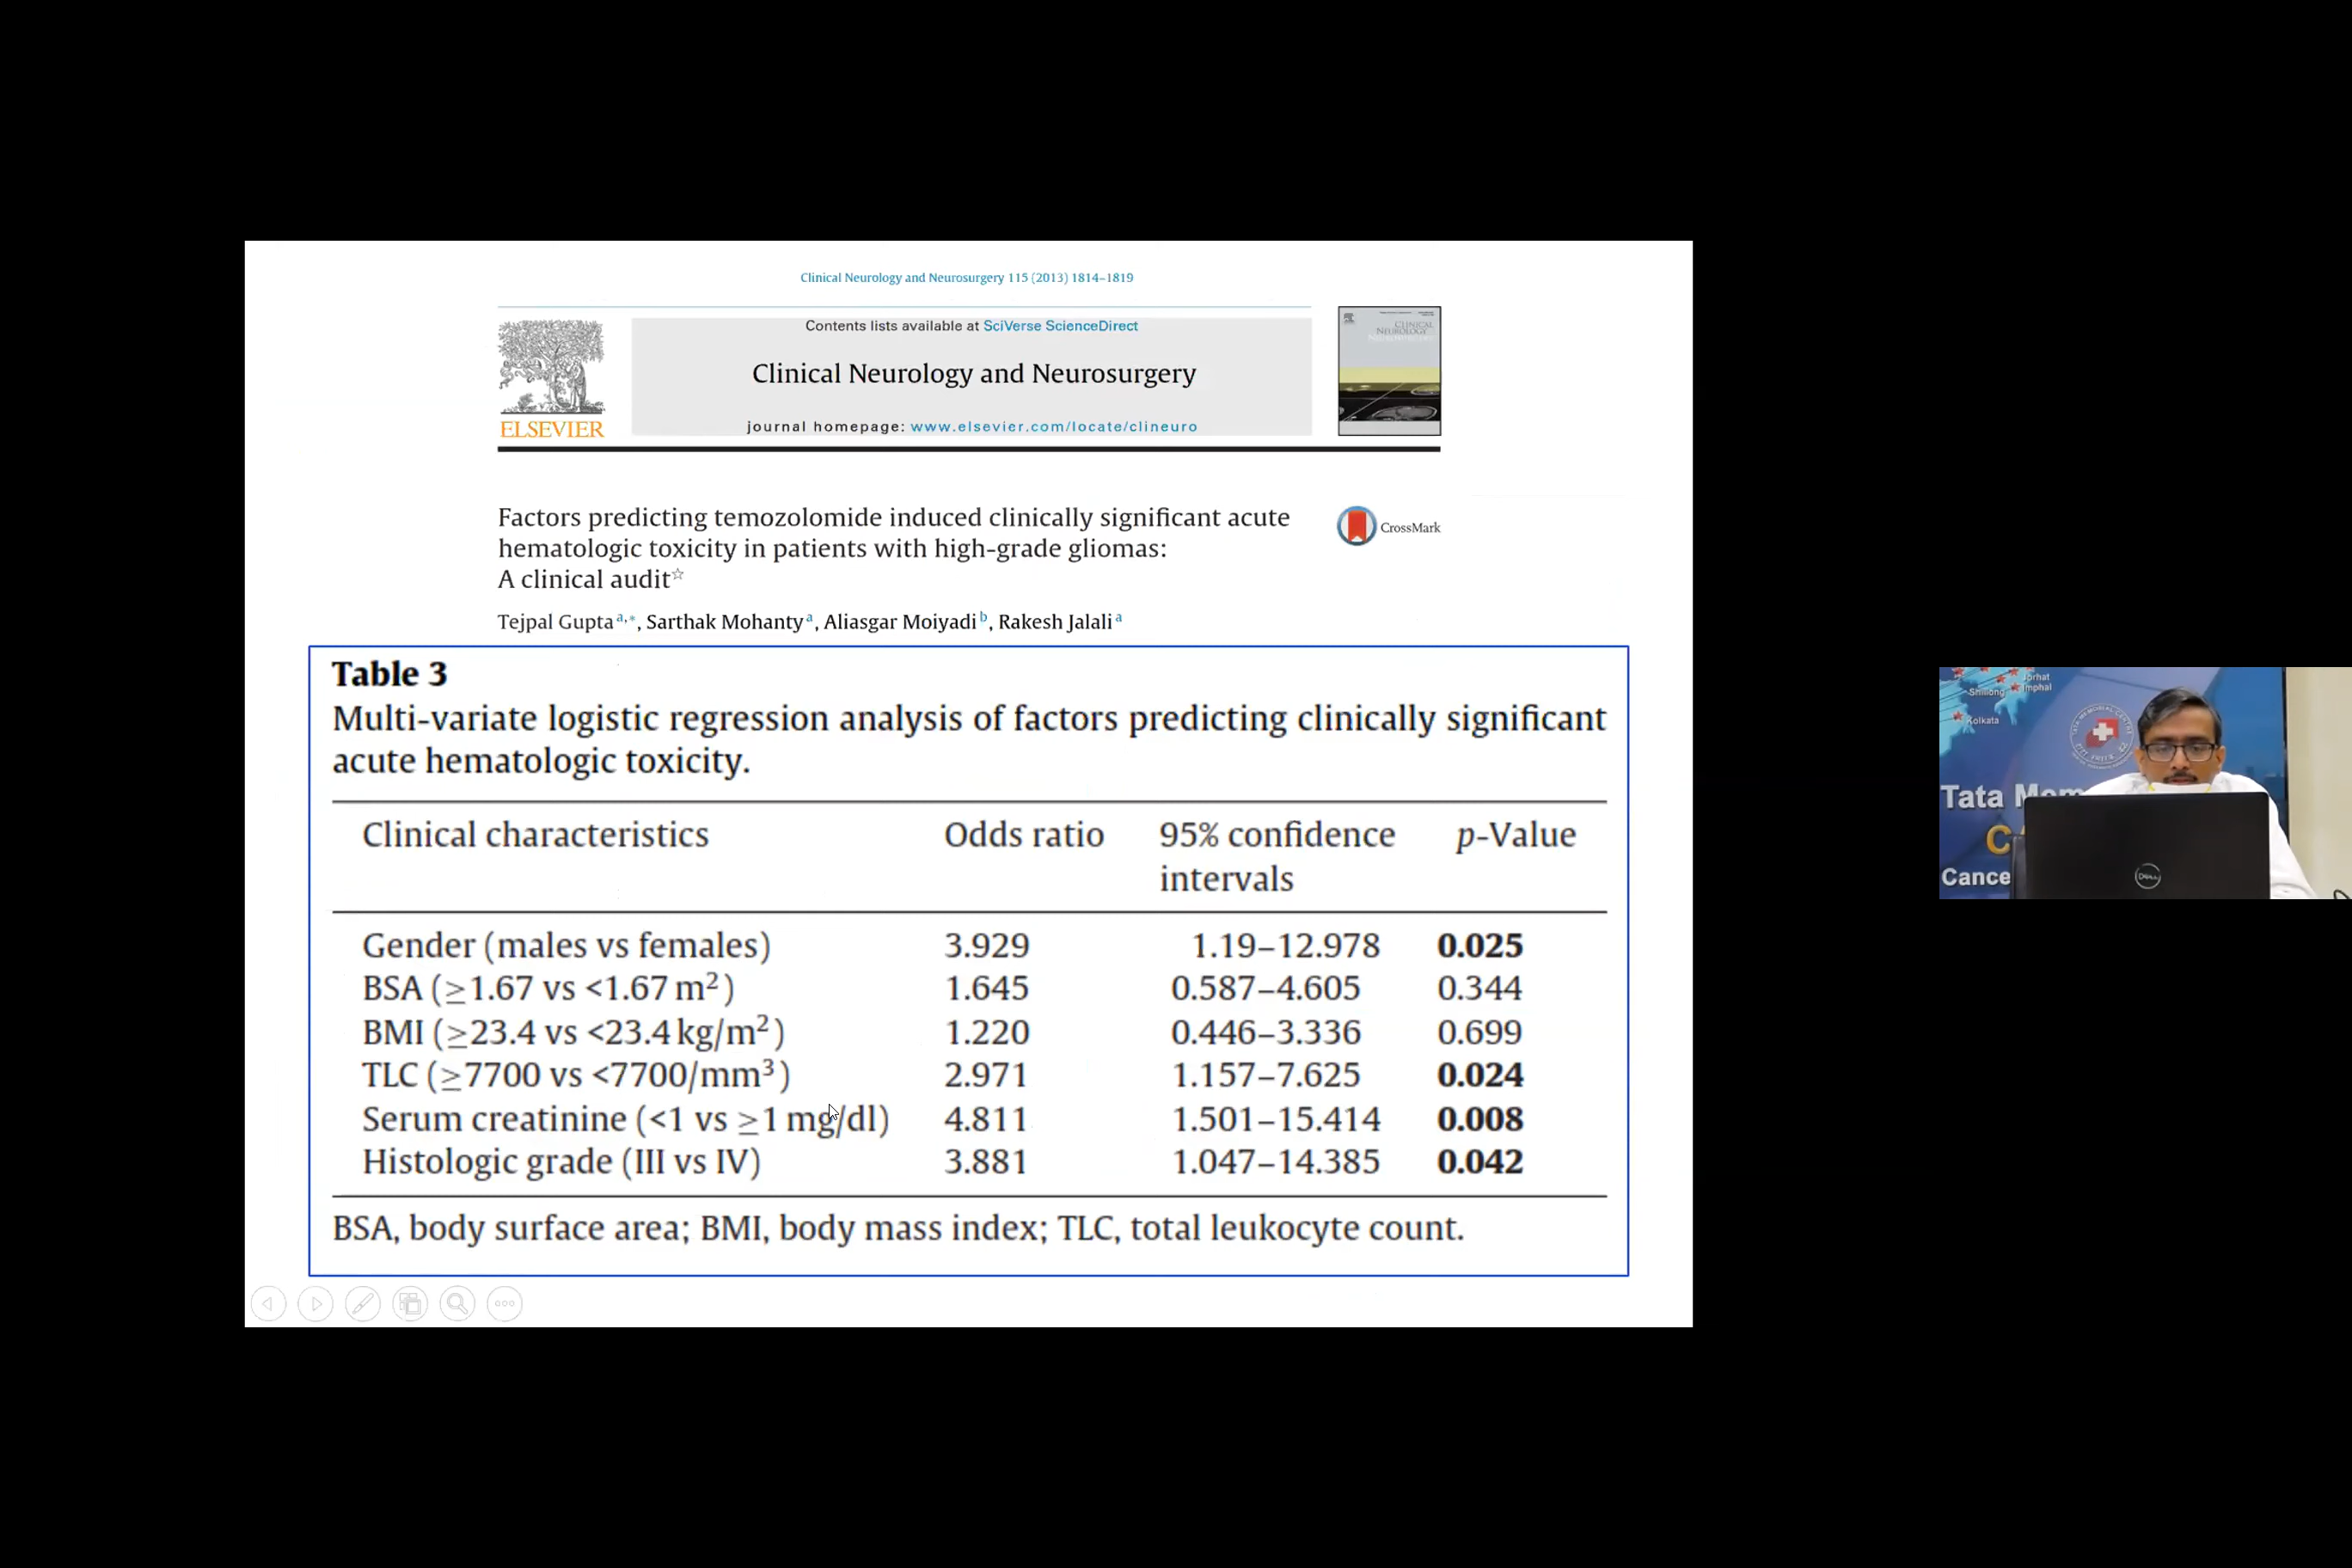 Clinical Neurology and Neurosurgery 115 (2013) 1814–1819
Contents lists available at SciVerse ScienceDirect
Clinical Neurology and Neurosurgery
journal homepage: www.elsevier.com/locate/clineuro
ELSEVIER
CLINICAL
NEUROLOGY
Factors predicting temozolomide induced clinically significant acute
hematologic toxicity in patients with high-grade gliomas:
A clinical audit☆
CrossMark
Tejpal Gupta a,*, Sarthak Mohanty a, Aliasgar Moiyadi b, Rakesh Jalali a
Table 3
Multi-variate logistic regression analysis of factors predicting clinically significant
acute hematologic toxicity.
Clinical characteristics Odds ratio 95% confidence intervals p-Value
Gender (males vs females) 3.929 1.19–12.978 0.025
BSA (≥1.67 vs <1.67 m²) 1.645 0.587–4.605 0.344
BMI (≥23.4 vs <23.4 kg/m²) 1.220 0.446–3.336 0.699
TLC (≥7700 vs <7700/mm³) 2.971 1.157–7.625 0.024
Serum creatinine (<1 vs ≥1 mg/dl) 4.811 1.501–15.414 0.008
Histologic grade (III vs IV) 3.881 1.047–14.385 0.042
BSA, body surface area; BMI, body mass index; TLC, total leukocyte count.
Jorhat
Shillong Imphal
Kolkata
Tata Mem
C
Cance
DELL